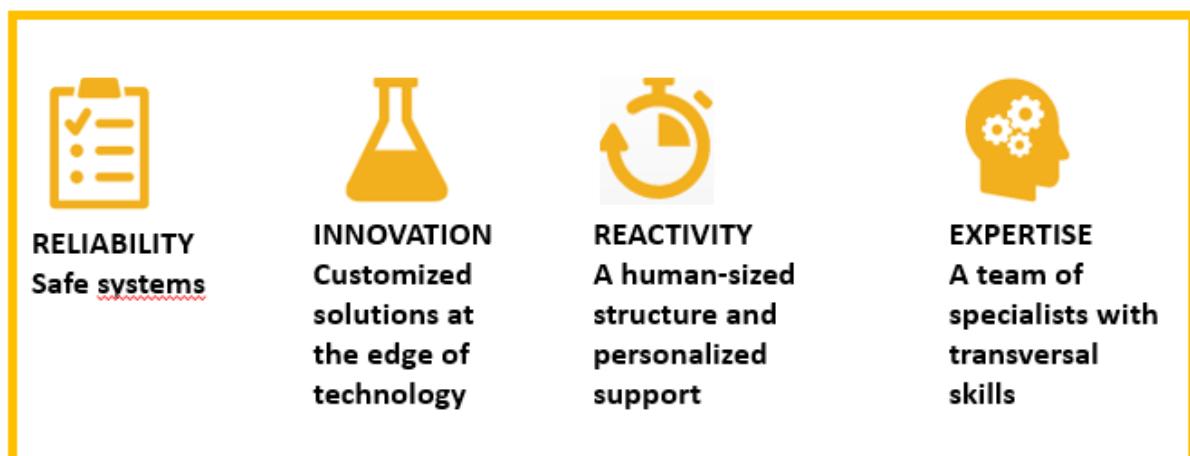 RELIABILITY
Safe systems
INNOVATION
Customized
solutions at
the edge of
technology
REACTIVITY
A human-sized
structure and
personalized
support
EXPERTISE
A team of
specialists with
transversal
skills